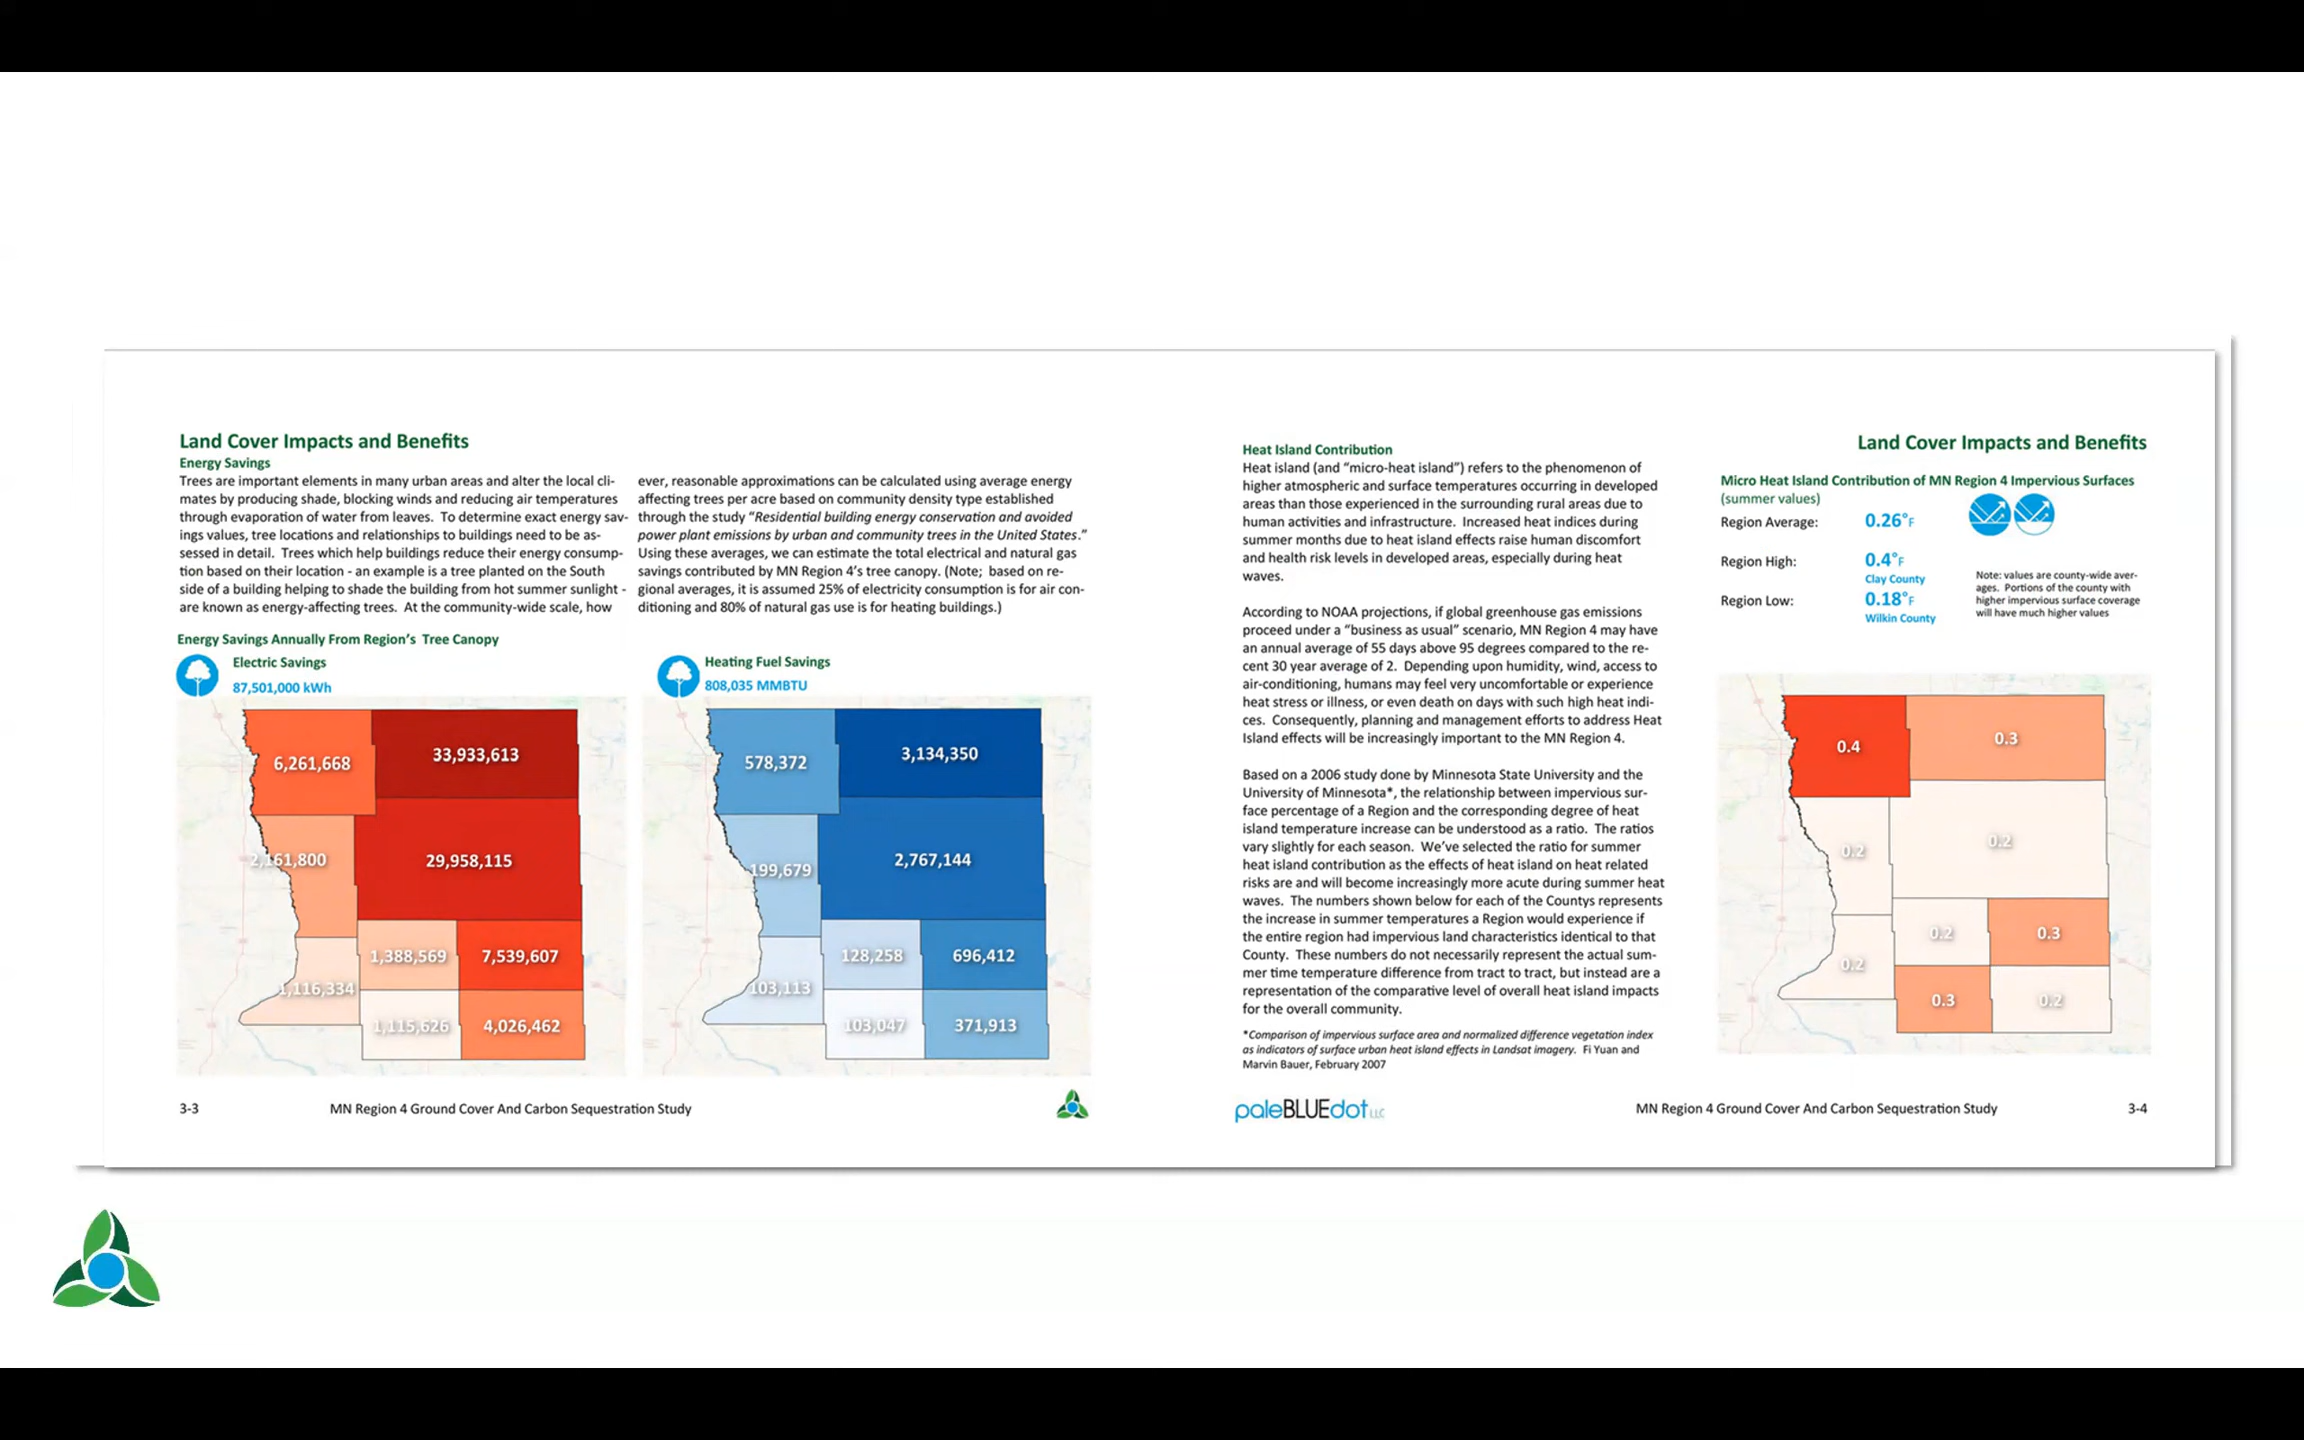 Land Cover Impacts and Benefits
Energy Savings
Trees are important elements in many urban areas and alter the local cli-
mates by producing shade, blocking winds and reducing air temperatures
through evaporation of water from leaves. To determine exact energy sav-
ings values, tree locations and relationships to buildings need to be as-
sessed in detail. Trees which help buildings reduce their energy consump-
tion based on their location - an example is a tree planted on the South
side of a building helping to shade the building from hot summer sunlight -
are known as energy-affecting trees. At the community-wide scale, how
ever, reasonable approximations can be calculated using average energy
affecting trees per acre based on community density type established
through the study “Residential building energy conservation and avoided
power plant emissions by urban and community trees in the United States.”
Using these averages, we can estimate the total electrical and natural gas
savings contributed by MN Region 4’s tree canopy. (Note; based on re-
gional averages, it is assumed 25% of electricity consumption is for air con-
ditioning and 80% of natural gas use is for heating buildings.)
Energy Savings Annually From Region’s Tree Canopy
Electric Savings
87,501,000 kWh
6,261,668
33,933,613
2,161,800
29,958,115
1,388,569
7,539,607
1,116,334
1,115,626
4,026,462
Heating Fuel Savings
808,035 MMBTU
578,372
3,134,350
199,679
2,767,144
128,258
696,412
103,113
103,047
371,913
3-3
MN Region 4 Ground Cover And Carbon Sequestration Study
Heat Island Contribution
Heat island (and “micro-heat island”) refers to the phenomenon of
higher atmospheric and surface temperatures occurring in developed
areas than those experienced in the surrounding rural areas due to
human activities and infrastructure. Increased heat indices during
summer months due to heat island effects raise human discomfort
and health risk levels in developed areas, especially during heat
waves.
According to NOAA projections, if global greenhouse gas emissions
proceed under a “business as usual” scenario, MN Region 4 may have
an annual average of 55 days above 95 degrees compared to the re-
cent 30 year average of 2. Depending upon humidity, wind, access to
air-conditioning, humans may feel very uncomfortable or experience
heat stress or illness, or even death on days with such high heat indi-
ces. Consequently, planning and management efforts to address Heat
Island effects will be increasingly important to the MN Region 4.
Based on a 2006 study done by Minnesota State University and the
University of Minnesota*, the relationship between impervious sur-
face percentage of a Region and the corresponding degree of heat
island temperature increase can be understood as a ratio. The ratios
vary slightly for each season. We’ve selected the ratio for summer
heat island contribution as the effects of heat island on heat related
risks are and will become increasingly more acute during summer heat
waves. The numbers shown below for each of the Countys represents
the increase in summer temperatures a Region would experience if
the entire region had impervious land characteristics identical to that
County. These numbers do not necessarily represent the actual sum-
mer time temperature difference from tract to tract, but instead are a
representation of the comparative level of overall heat island impacts
for the overall community.
*Comparison of impervious surface area and normalized difference vegetation index
as indicators of surface urban heat island effects in Landsat imagery. Fi Yuan and
Marvin Bauer, February 2007
Land Cover Impacts and Benefits
Micro Heat Island Contribution of MN Region 4 Impervious Surfaces
(summer values)
Region Average: 0.26°F
Region High: 0.4°F
Clay County
Region Low: 0.18°F
Wilkin County
Note: values are county-wide aver-
ages. Portions of the county with
higher impervious surface coverage
will have much higher values
0.4
0.3
0.2
0.2
0.2
0.3
0.2
0.3
0.2
paleBLUEdot LLC
MN Region 4 Ground Cover And Carbon Sequestration Study
3-4